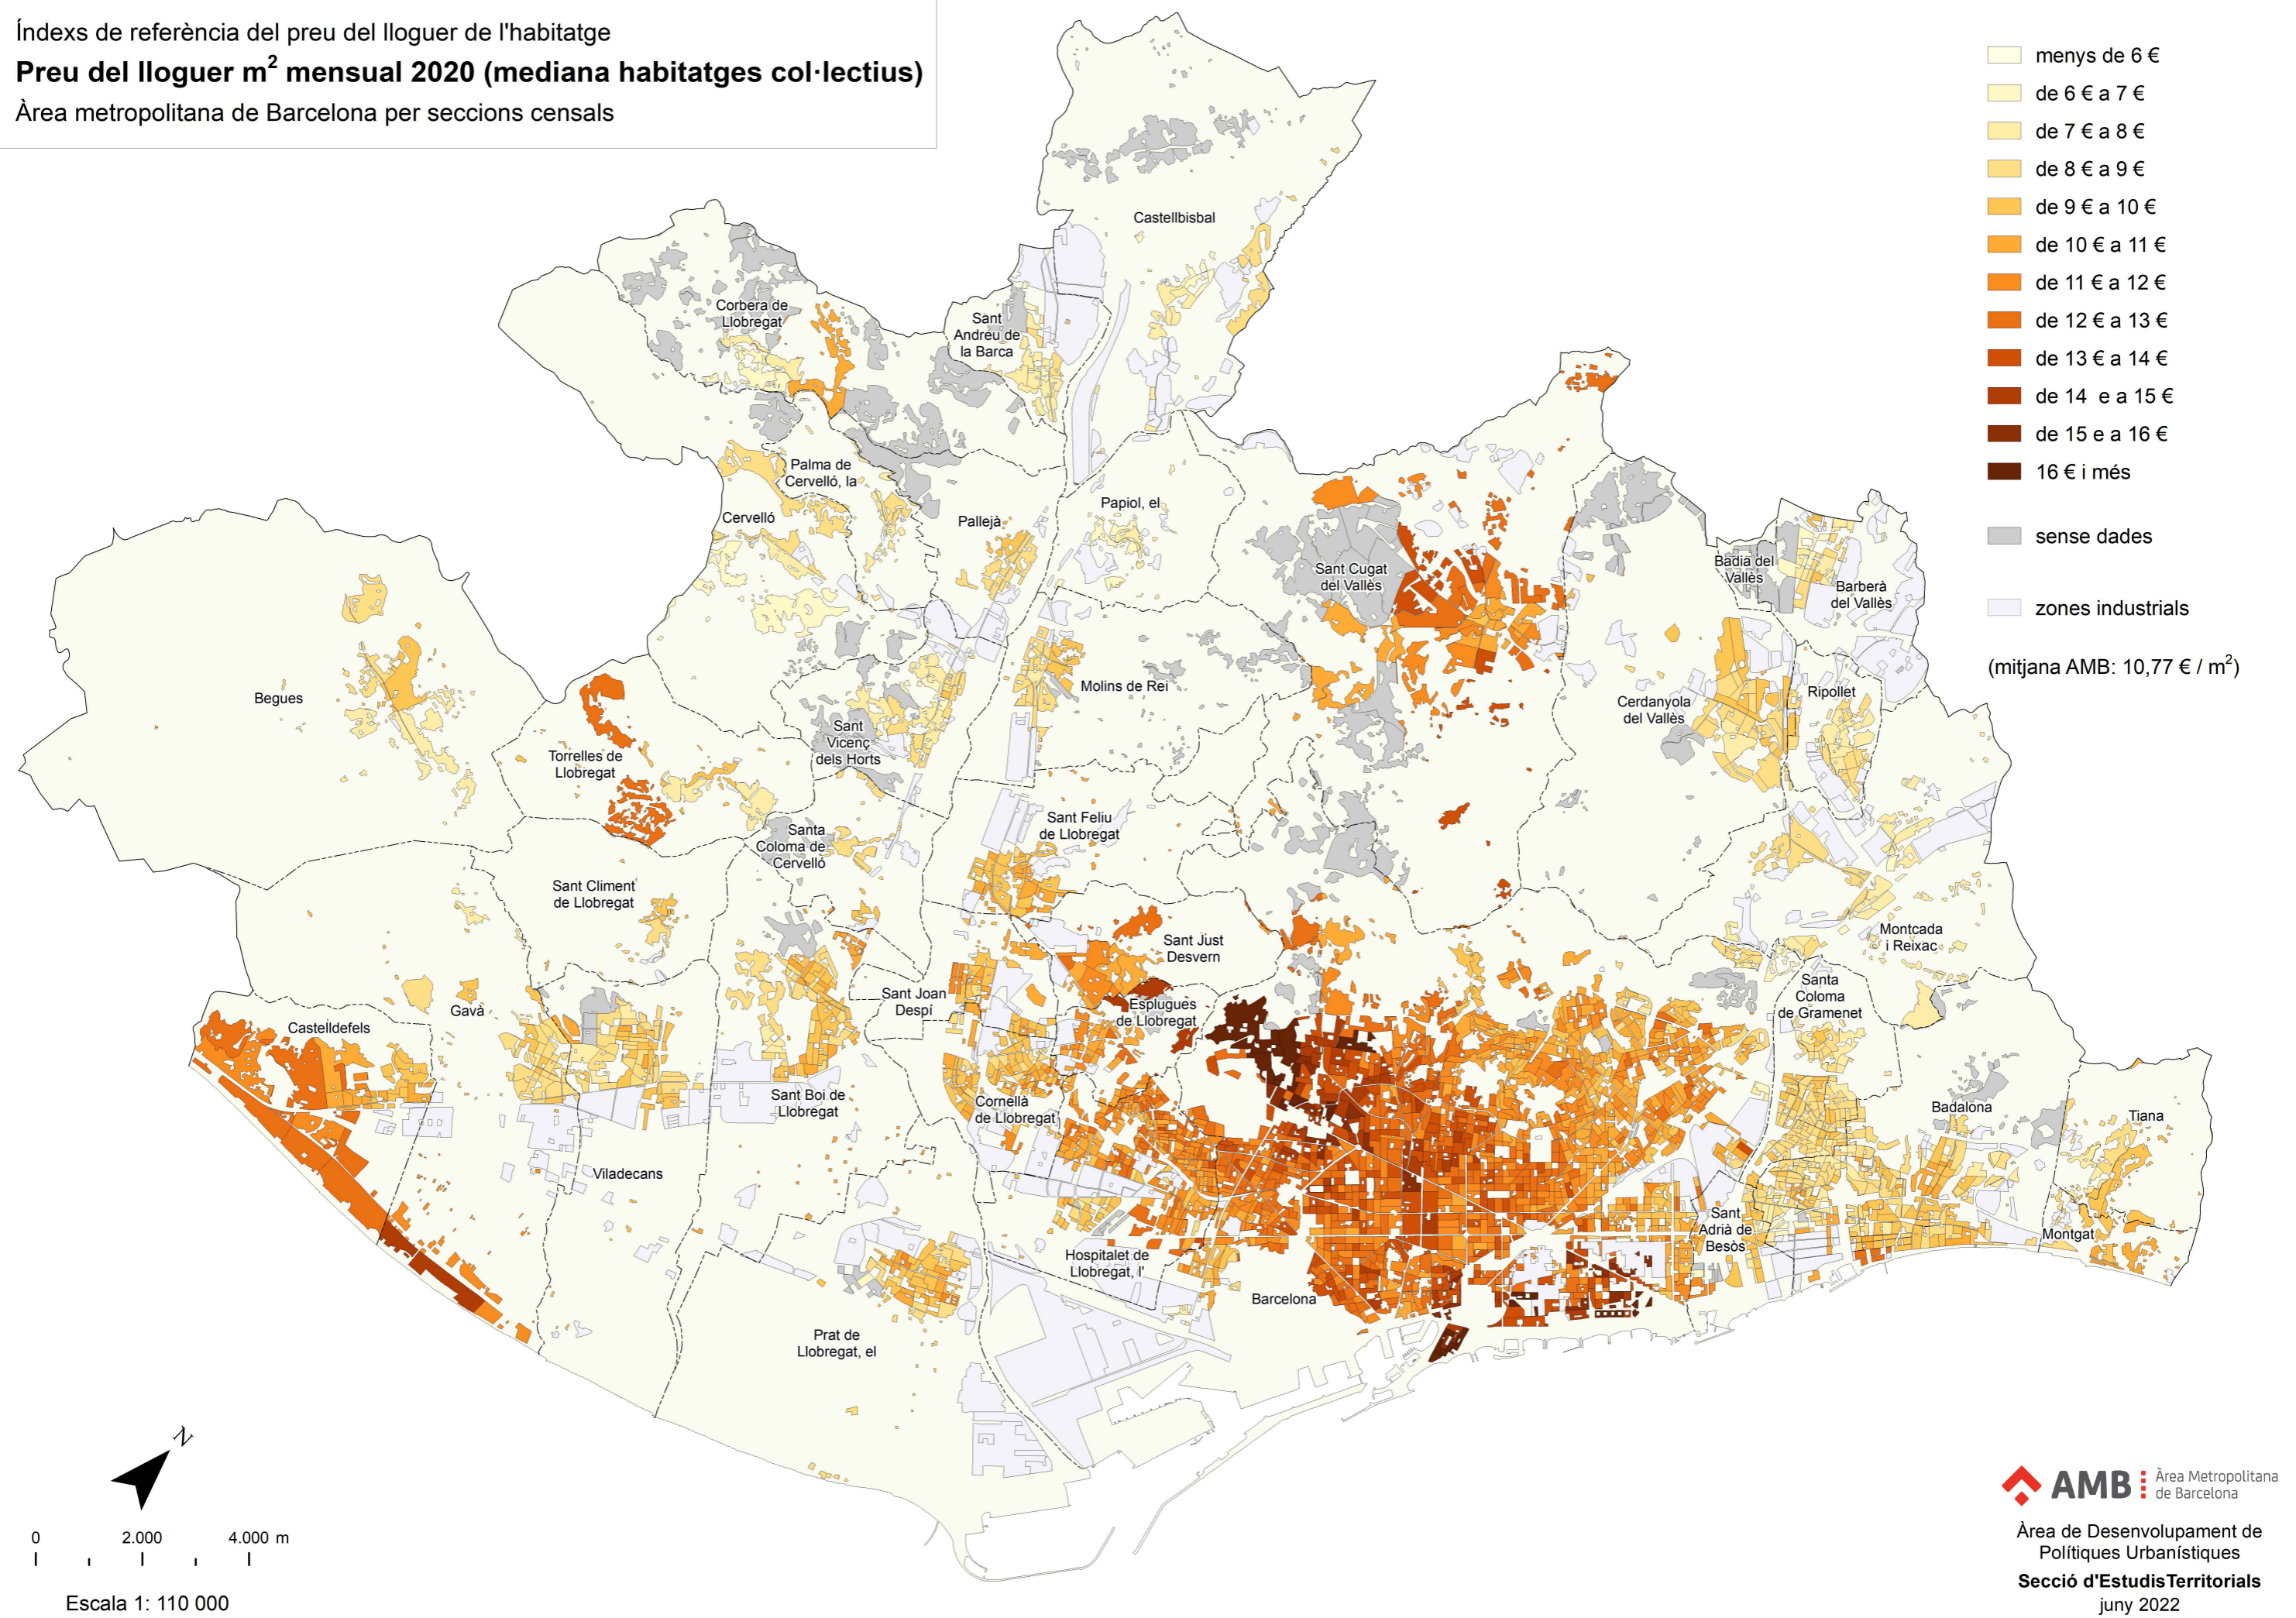 Índexs de referència del preu del lloguer de l'habitatge
Preu del lloguer m² mensual 2020 (mediana habitatges col·lectius)
Àrea metropolitana de Barcelona per seccions censals
menys de 6 €
de 6 € a 7 €
de 7 € a 8 €
de 8 € a 9 €
de 9 € a 10 €
de 10 € a 11 €
de 11 € a 12 €
de 12 € a 13 €
de 13 € a 14 €
de 14 e a 15 €
de 15 e a 16 €
16 € i més
sense dades
zones industrials
(mitjana AMB: 10,77 € / m²)
Castellbisbal
Corbera de
Llobregat
Sant
Andreu de
la Barca
Palma de
Cervelló, la
Cervelló
Pallejà
Papiol, el
Sant Cugat
del Vallès
Badia del
Vallès
Barberà
del Vallès
Begues
Molins de Rei
Cerdanyola
del Vallès
Ripollet
Torrelles de
Llobregat
Sant
Vicenç
dels Horts
Santa
Coloma de
Cervelló
Sant Feliu
de Llobregat
Sant Climent
de Llobregat
Sant Just
Desvern
Montcada
i Reixac
Santa
Coloma
de Gramenet
Sant Joan
Despí
Esplugues
de Llobregat
Gavà
Castelldefels
Sant Boi de
Llobregat
Cornellà
de Llobregat
Badalona
Tiana
Viladecans
Sant
Adrià de
Besòs
Montgat
Hospitalet de
Llobregat, l'
Barcelona
Prat de
Llobregat, el
N
0 2.000 4.000 m
Escala 1: 110 000
AMB Àrea Metropolitana
de Barcelona
Àrea de Desenvolupament de
Polítiques Urbanístiques
Secció d'EstudisTerritorials
juny 2022